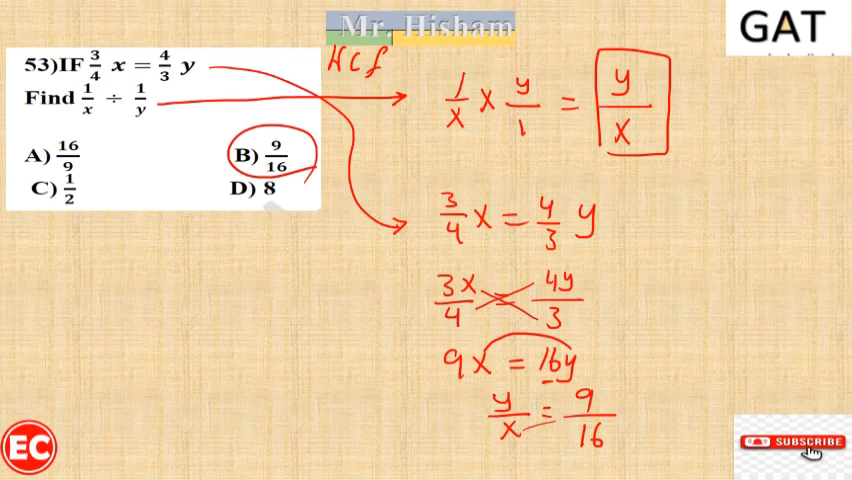 Mr. Hisham
GAT
53)IF 3/4 x = 4/3 y
Find 1/x ÷ 1/y
A) 16/9
B) 9/16
C) 1/2
D) 8
HCf
1/x × y/1 = y/x
3/4 x = 4/3 y
3x/4 = 4y/3
9x = 16y
y/x = 9/16
EC
SUBSCRIBE